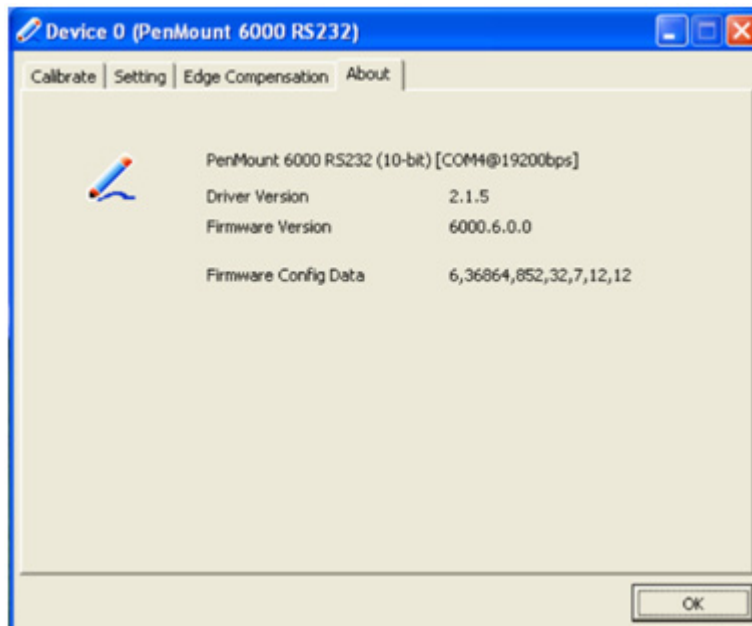 Device 0 (PenMount 6000 RS232)
Calibrate Setting Edge Compensation About
PenMount 6000 RS232 (10-bit) [COM4@19200bps]
Driver Version 2.1.5
Firmware Version 6000.6.0.0
Firmware Config Data 6,36864,852,32,7,12,12
OK